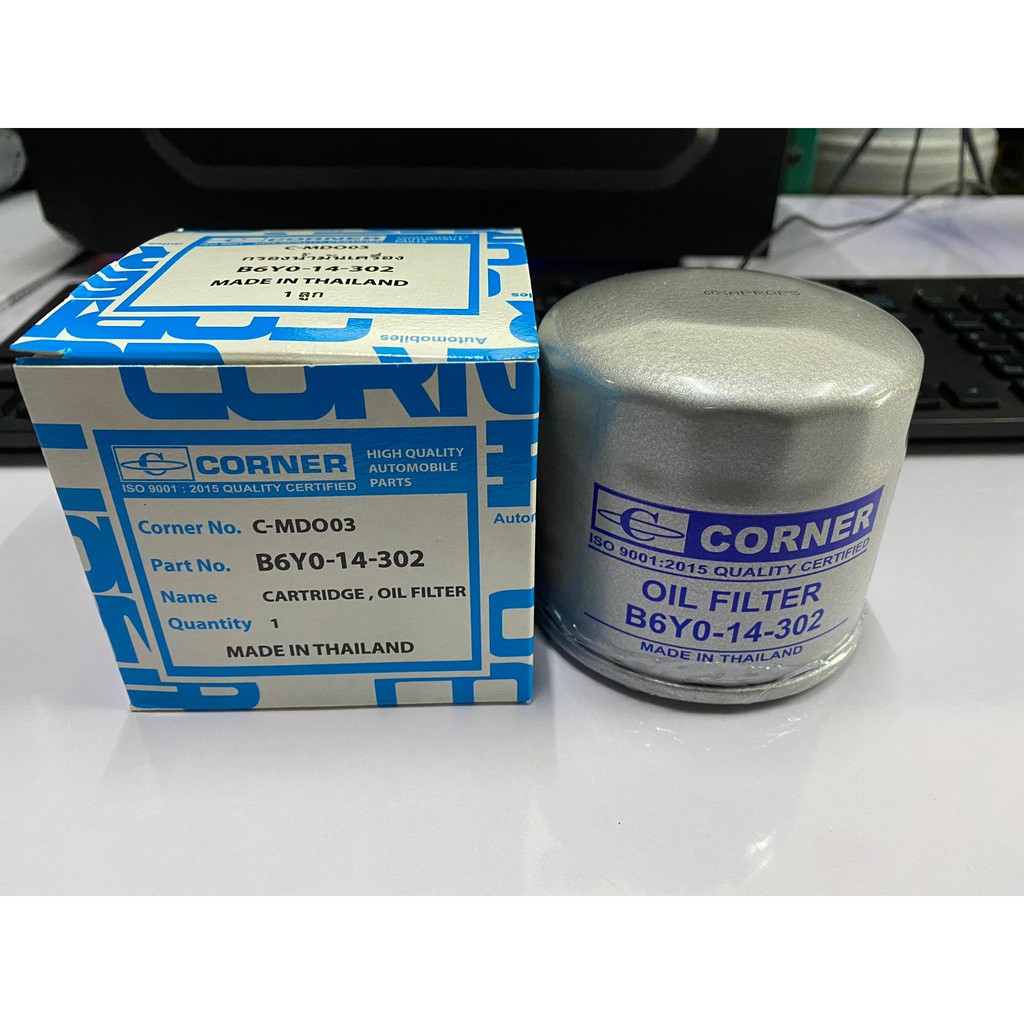 CORNER
C-MDO03
กรองน้ำมันเครื่อง
B6Y0-14-302
MADE IN THAILAND
1 ลูก
Automobiles
CORNER
CORNER
HIGH QUALITY
AUTOMOBILE
PARTS
ISO 9001 : 2015 QUALITY CERTIFIED
Corner No. C-MDO03
Part No. B6Y0-14-302
Name CARTRIDGE , OIL FILTER
Quantity 1
MADE IN THAILAND
C CORNER
ISO 9001:2015 QUALITY CERTIFIED
OIL FILTER
B6Y0-14-302
MADE IN THAILAND